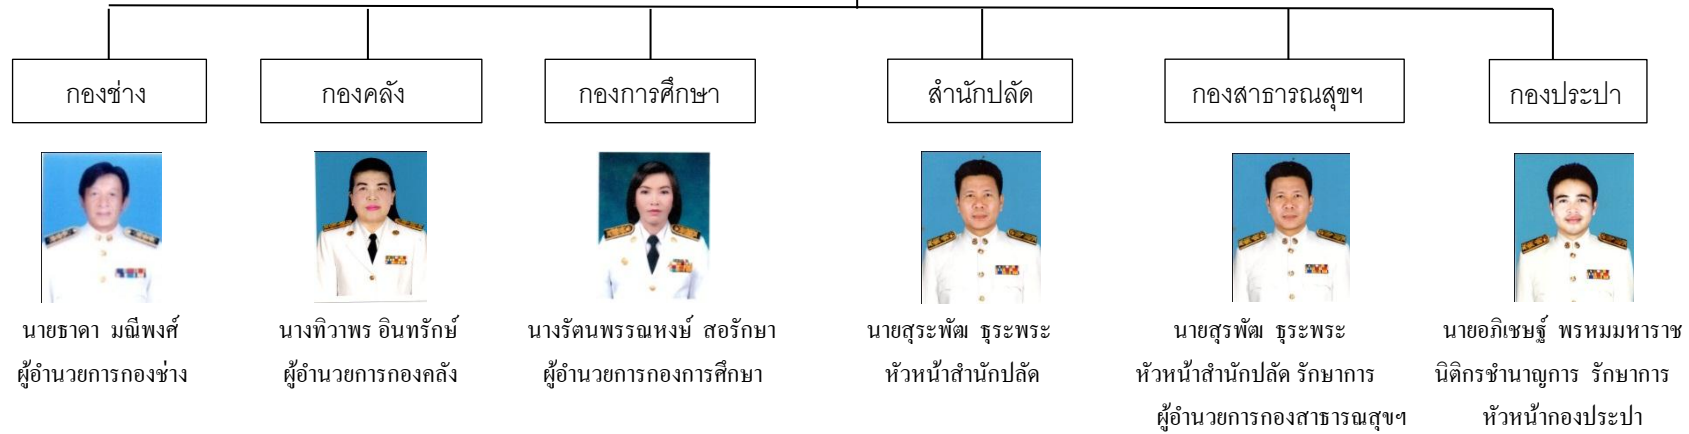 กองช่าง
กองคลัง
กองการศึกษา
สำนักปลัด
กองสาธารณสุขฯ
กองประปา
นายธาดา มณีพงศ์
ผู้อำนวยการกองช่าง
นางทิวาพร อินทรักษ์
ผู้อำนวยการกองคลัง
นางรัตนพรรณหงษ์ สอรักษา
ผู้อำนวยการกองการศึกษา
นายสุระพัฒ ธุระพระ
หัวหน้าสำนักปลัด
นายสุรพัฒ ธุระพระ
หัวหน้าสำนักปลัด รักษาการ
ผู้อำนวยการกองสาธารณสุขฯ
นายอภิเชษฐ์ พรหมมหาราช
นิติกรชำนาญการ รักษาการ
หัวหน้ากองประปา